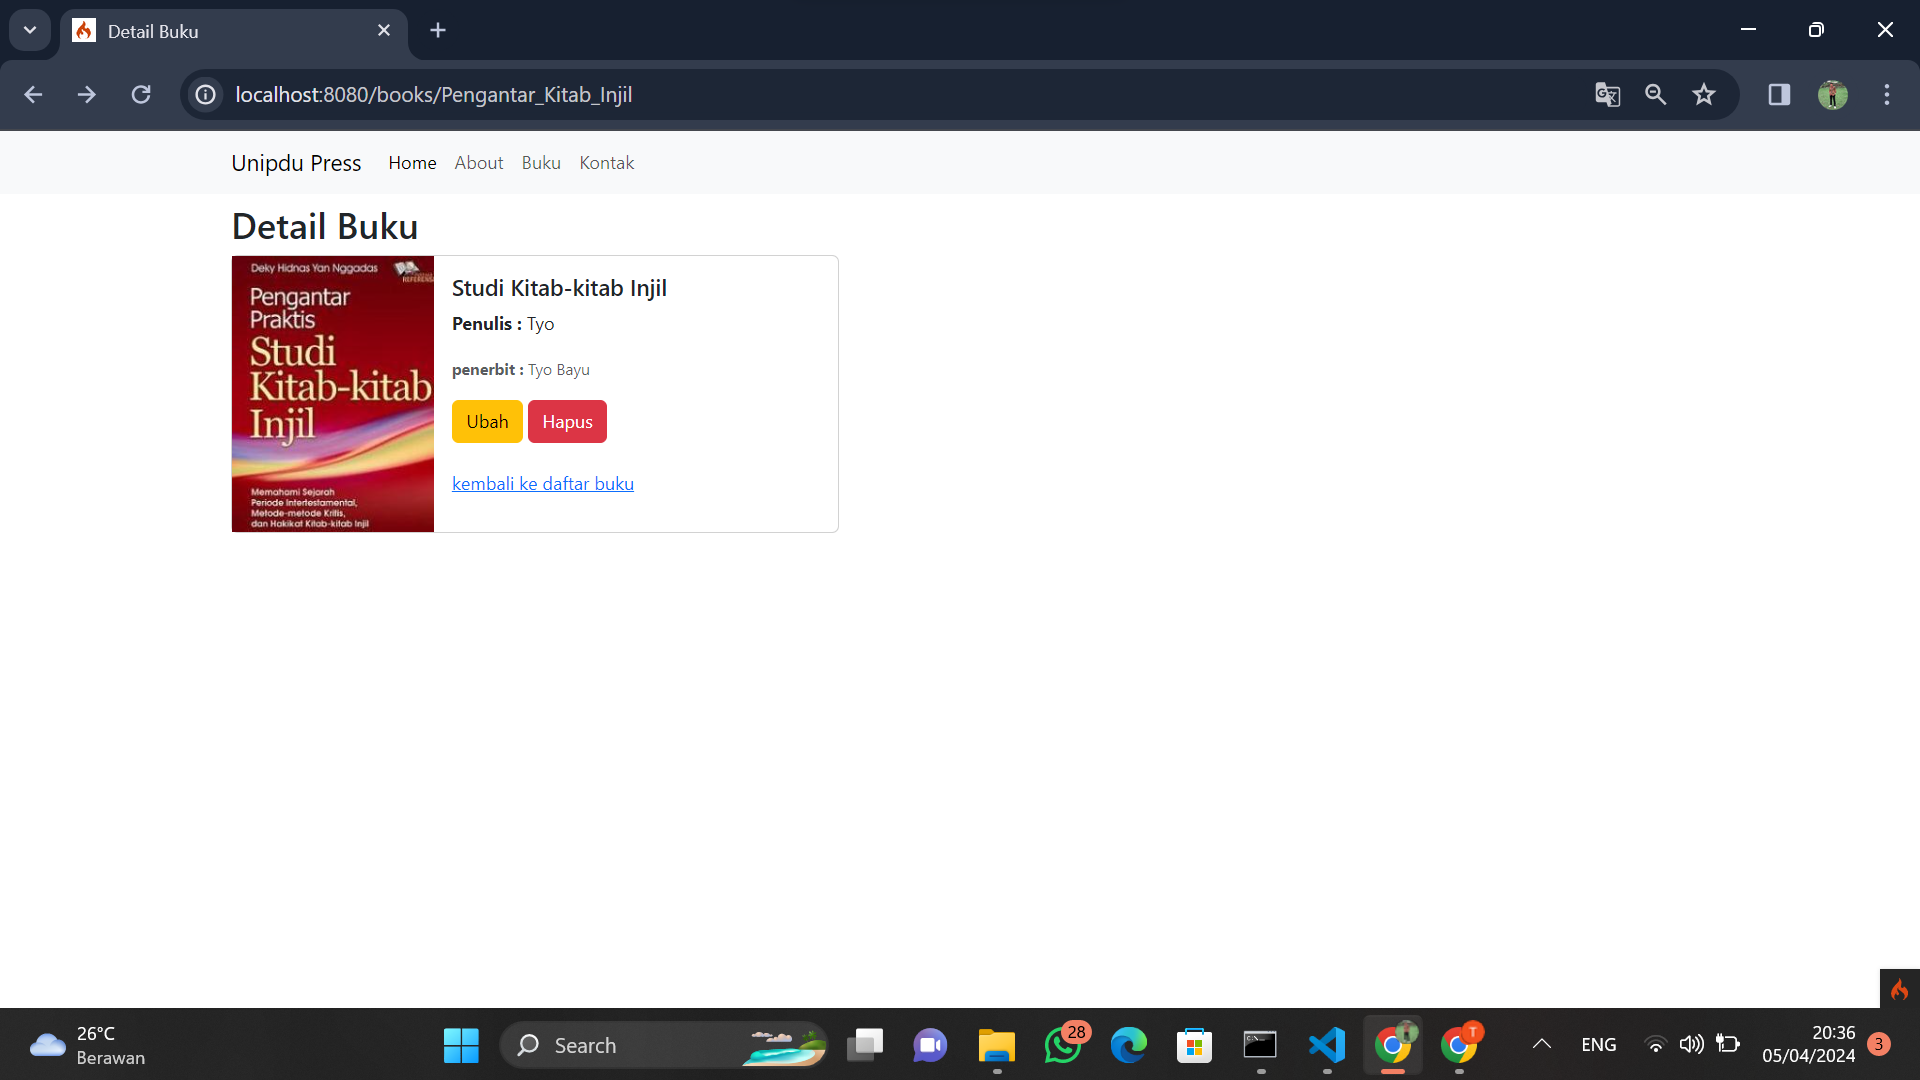 Detail Buku
localhost:8080/books/Pengantar_Kitab_Injil
Unipdu Press Home About Buku Kontak
Detail Buku
Deky Hidnas Yan Nggadas
Pengantar
Praktis
Studi
Kitab-kitab
Injil
Memahami Sejarah
Periode Intertestamental,
Metode-metode Kritis,
dan Hakikat Kitab-kitab Injil
Studi Kitab-kitab Injil
Penulis : Tyo
penerbit : Tyo Bayu
Ubah Hapus
kembali ke daftar buku
26°C
Berawan
Search
28
T
ENG
20:36
05/04/2024
3